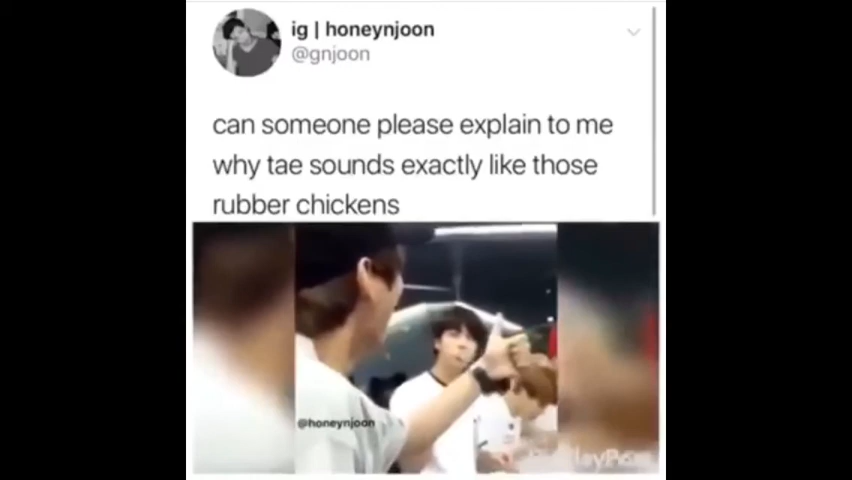 ig | honeynjoon
@gnjoon
can someone please explain to me
why tae sounds exactly like those
rubber chickens
@honeynjoon